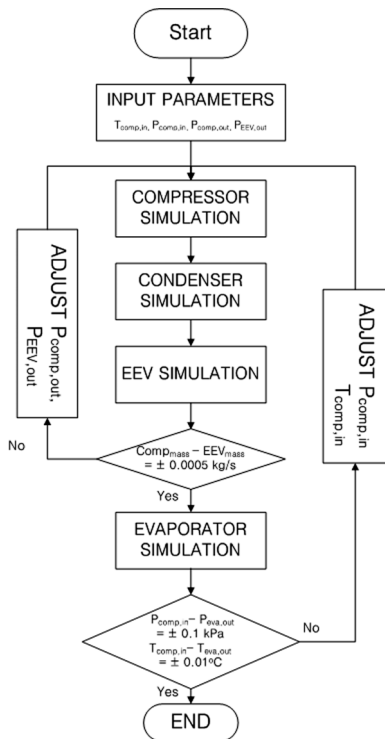 Start
INPUT PARAMETERS
Tcomp,in, Pcomp,in, Pcomp,out, PEEV,out
COMPRESSOR
SIMULATION
CONDENSER
SIMULATION
ADJUST Pcomp,out,
PEEV,out
ADJUST Pcomp,in
Tcomp,in
EEV SIMULATION
No
Compmass – EEVmass
= ± 0.0005 kg/s
Yes
EVAPORATOR
SIMULATION
Pcomp,in – Peva,out
= ± 0.1 kPa
Tcomp,in – Teva,out
= ± 0.01ºC
No
Yes
END